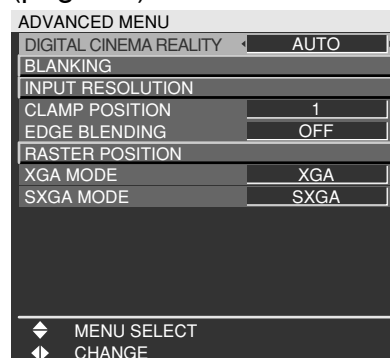 ADVANCED MENU
DIGITAL CINEMA REALITY AUTO
BLANKING
INPUT RESOLUTION
CLAMP POSITION 1
EDGE BLENDING OFF
RASTER POSITION
XGA MODE XGA
SXGA MODE SXGA
MENU SELECT
CHANGE